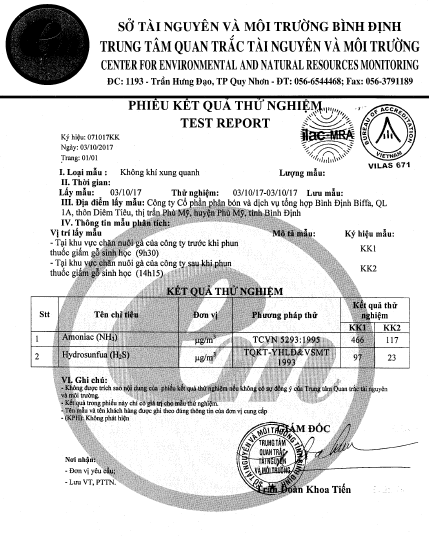 SỞ TÀI NGUYÊN VÀ MÔI TRƯỜNG BÌNH ĐỊNH
TRUNG TÂM QUAN TRẮC TÀI NGUYÊN VÀ MÔI TRƯỜNG
CENTER FOR ENVIRONMENTAL AND NATURAL RESOURCES MONITORING
ĐC: 1193 - Trần Hưng Đạo, TP Quy Nhơn - ĐT: 056-6544468; Fax: 056-3791189
PHIẾU KẾT QUẢ THỬ NGHIỆM
TEST REPORT
ilac-MRA
BUREAU OF ACCREDITATION
VIETNAM
VILAS 671
Ký hiệu: 071017KK
Ngày: 03/10/2017
Trang: 01/01
I. Loại mẫu : Không khí xung quanh Lượng mẫu:
II. Thời gian:
Lấy mẫu: 03/10/17 Thử nghiệm: 03/10/17-03/10/17 Lưu mẫu:
III. Địa điểm lấy mẫu: Công ty Cổ phần phân bón và dịch vụ tổng hợp Bình Định Biffa, QL
1A, thôn Diêm Tiêu, thị trấn Phù Mỹ, huyện Phù Mỹ, tỉnh Bình Định
IV. Thông tin mẫu phân tích:
Vị trí lấy mẫu Mô tả mẫu: Ký hiệu mẫu:
- Tại khu vực chăn nuôi gà của công ty trước khi phun
thuốc giấm gỗ sinh học (9h30) KK1
- Tại khu vực chăn nuôi gà của công ty sau khi phun
thuốc giấm gỗ sinh học (14h15) KK2
KẾT QUẢ THỬ NGHIỆM
Stt Tên chỉ tiêu Đơn vị Phương pháp thử Kết quả thử nghiệm
KK1 KK2
1 Amoniac (NH3) µg/m3 TCVN 5293:1995 466 117
2 Hydrosunfua (H2S) µg/m3 TQKT-YHLĐ&VSMT 1993 97 23
VI. Ghi chú:
- Không được trích sao nội dung của phiếu kết quả thử nghiệm nếu không có sự đồng ý của Trung tâm Quan trắc tài nguyên
và môi trường.
- Kết quả trong phiếu này chỉ có giá trị cho mẫu thử nghiệm.
- Tên mẫu và tên khách hàng được ghi theo đúng thông tin của đơn vị cung cấp
- (KPH): Không phát hiện
GIÁM ĐỐC
TRUNG TÂM
QUAN TRẮC
TÀI NGUYÊN
VÀ MÔI TRƯỜNG
Nơi nhận:
- Đơn vị yêu cầu;
- Lưu VT, PTTN.
Trần Đoàn Khoa Tiến